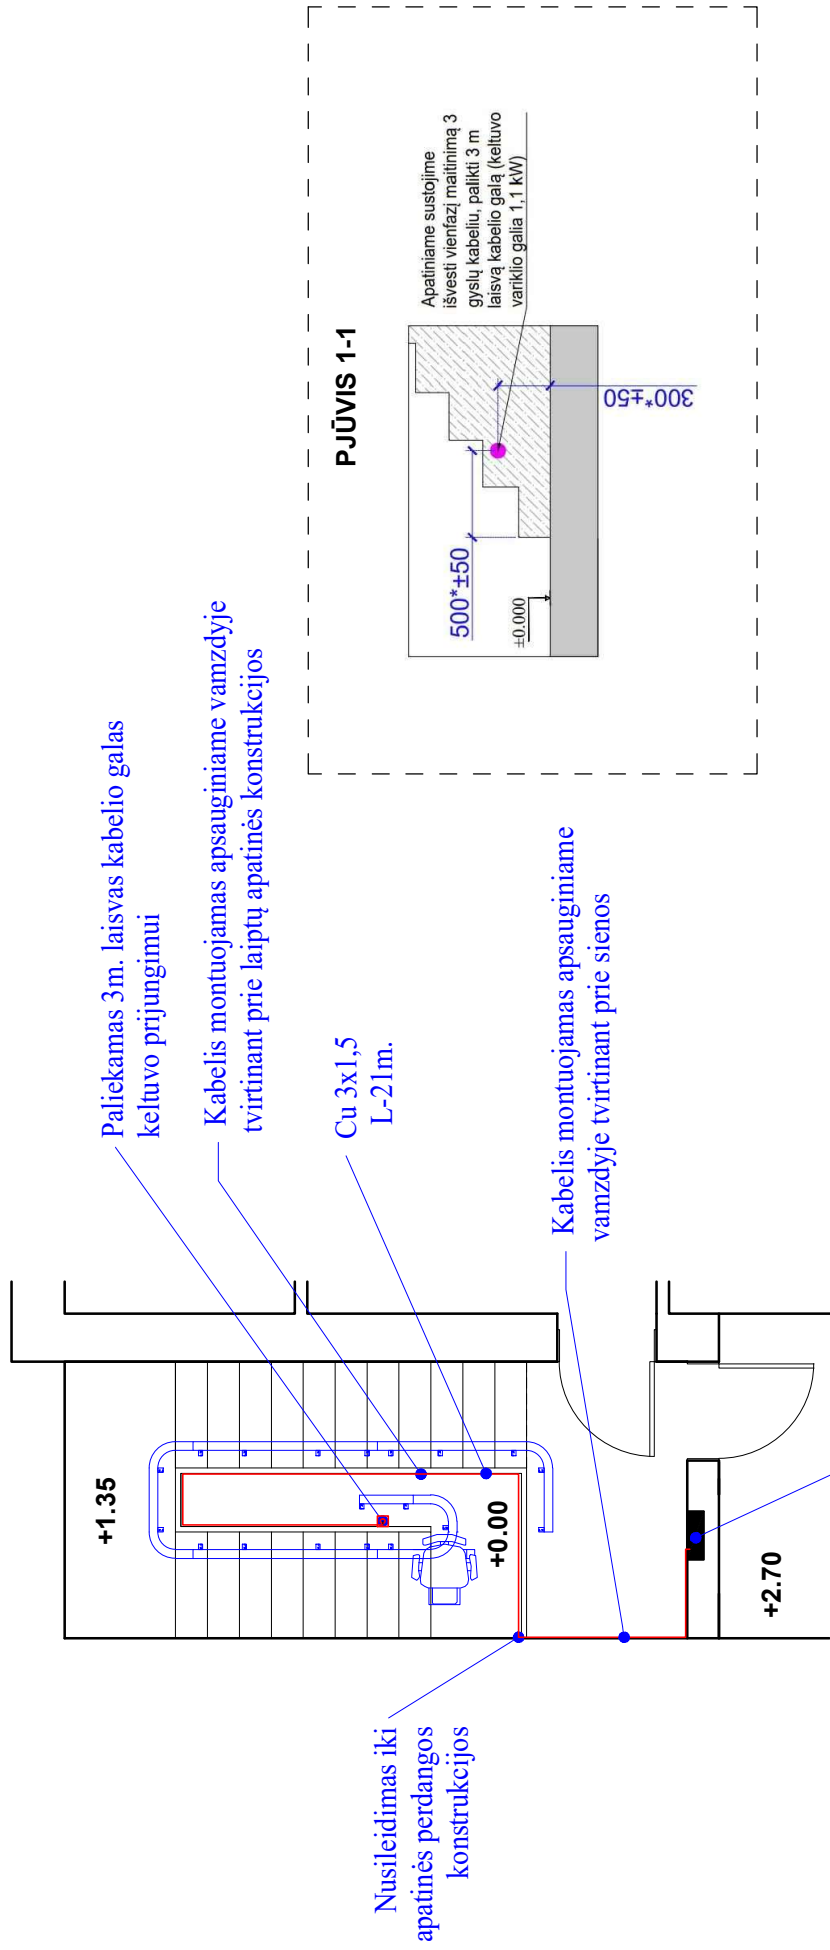 Paliekamas 3m. laisvas kabelio galas
keltuvo prijungimui
Kabelis montuojamas apsauginiame vamzdyje
tvirtinant prie laiptų apatinės konstrukcijos
Cu 3x1,5
L-21m.
Kabelis montuojamas apsauginiame
vamzdyje tvirtinant prie sienos
Nusileidimas iki
apatinės perdangos
konstrukcijos
+1.35
+0.00
+2.70
PJŪVIS 1-1
Apatiniame sustojime
išvesti vienfazį maitinimą 3
gyslų kabeliu, palikti 3 m
laisvą kabelio galą (keltuvo
variklio galia 1,1 kW)
500*±50
±0.000
300*±50